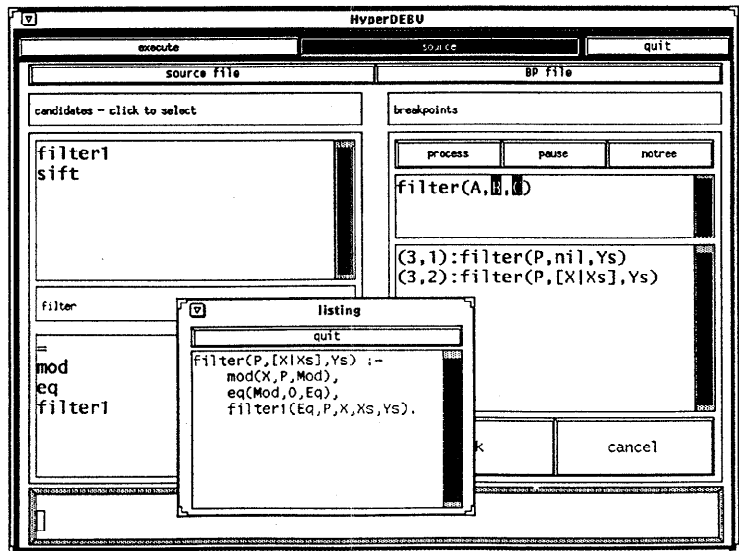 HyperDEBU
execute
source
quit
source file
BP file
candidates - click to select
breakpoints
filter1
sift
process
pause
notree
filter(A,B,C)
(3,1):filter(P,nil,Ys)
(3,2):filter(P,[X|Xs],Ys)
filter
=
mod
eq
filter1
listing
quit
filter(P,[X|Xs],Ys) :-
mod(X,P,Mod),
eq(Mod,0,Eq),
filter1(Eq,P,X,Xs,Ys).
k
cancel